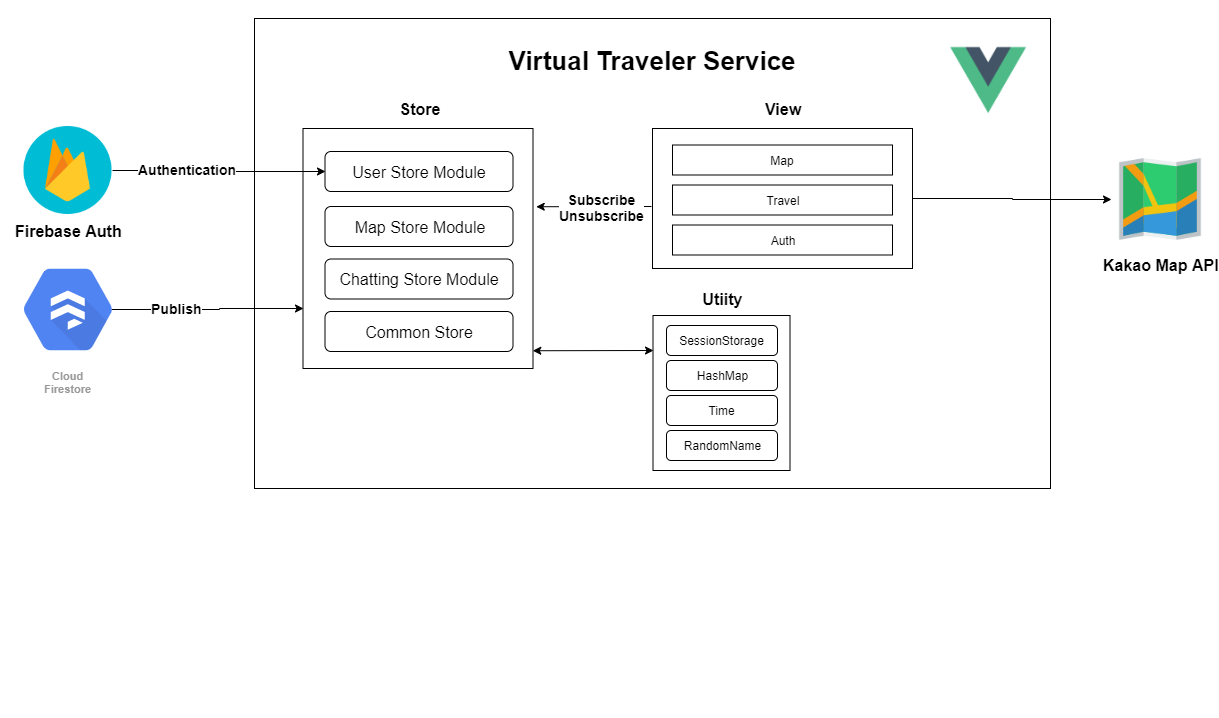 Virtual Traveler Service
Store
View
User Store Module
Map Store Module
Chatting Store Module
Common Store
Map
Travel
Auth
Authentication
Firebase Auth
Publish
Cloud
Firestore
Subscribe
Unsubscribe
Kakao Map API
Utiity
SessionStorage
HashMap
Time
RandomName